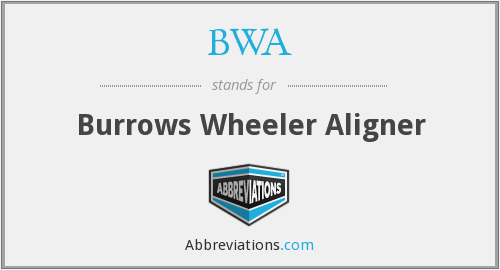 BWA
stands for
Burrows Wheeler Aligner
ABBREVIATIONS
Abbreviations.com